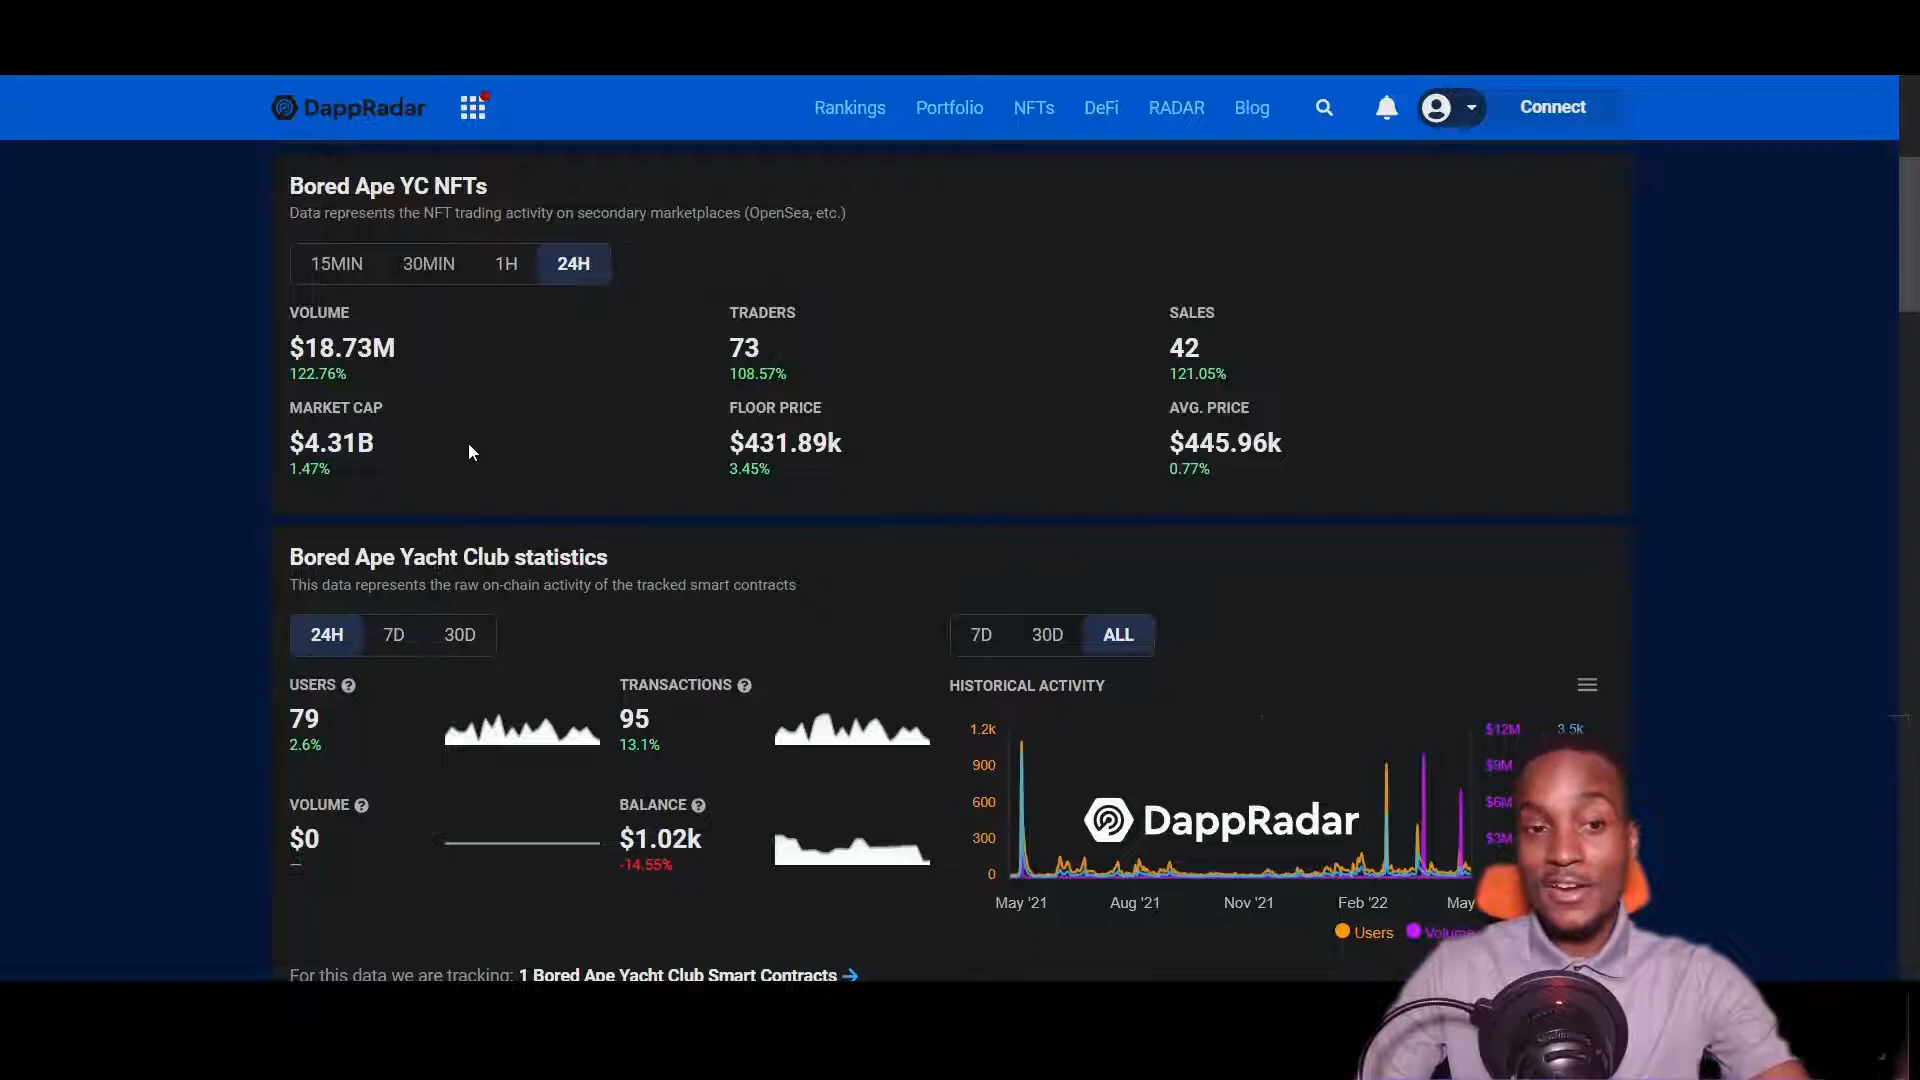 DappRadar
Rankings Portfolio NFTs DeFi RADAR Blog Connect
Bored Ape YC NFTs
Data represents the NFT trading activity on secondary marketplaces (OpenSea, etc.)
15MIN 30MIN 1H 24H
VOLUME TRADERS SALES
$18.73M 73 42
122.76% 108.57% 121.05%
MARKET CAP FLOOR PRICE AVG. PRICE
$4.31B $431.89k $445.96k
1.47% 3.45% 0.77%
Bored Ape Yacht Club statistics
This data represents the raw on-chain activity of the tracked smart contracts
24H 7D 30D
7D 30D ALL
USERS ? TRANSACTIONS ?
79 95
2.6% 13.1%
VOLUME ? BALANCE ?
$0 $1.02k
– -14.55%
HISTORICAL ACTIVITY
1.2k $12M 3.5k
900 $9M
600 $6M
300 $3M
0
DappRadar
May '21 Aug '21 Nov '21 Feb '22 May
Users Volume
For this data we are tracking: 1 Bored Ape Yacht Club Smart Contracts →